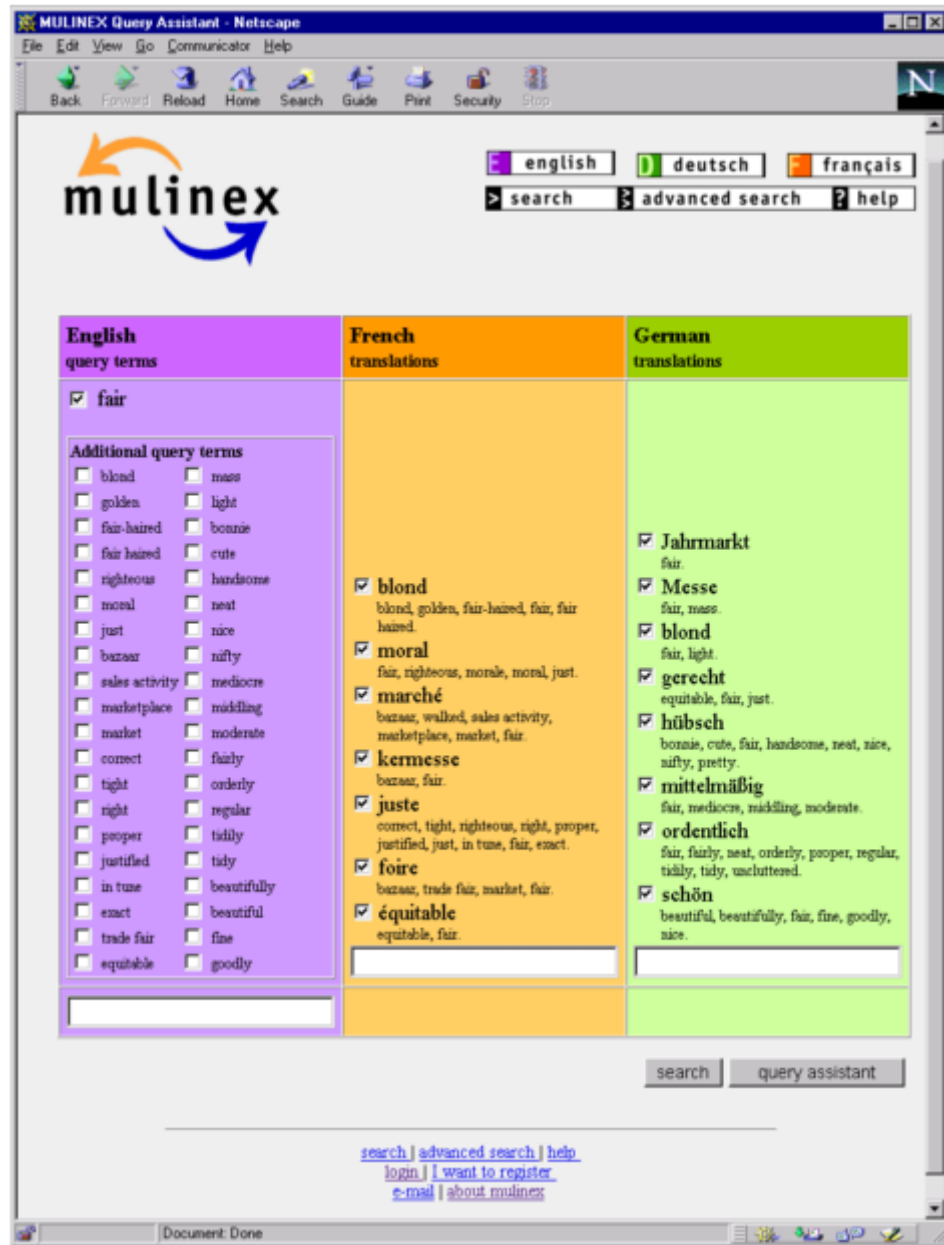 MULINEX Query Assistant - Netscape
File Edit View Go Communicator Help
Back Forward Reload Home Search Guide Print Security Stop
N
mulinex
E english D deutsch F français
> search advanced search ? help
English
query terms
French
translations
German
translations
fair
Additional query terms
blond mass
golden light
fair-haired bonnie
fair haired cute
righteous handsome
moral neat
just nice
bazaar nifty
sales activity mediocre
marketplace middling
market moderate
correct fairly
tight orderly
right regular
proper tidily
justified tidy
in tune beautifully
exact beautiful
trade fair fine
equitable goodly
blond
blond, golden, fair-haired, fair, fair
haired.
moral
fair, righteous, morale, moral, just.
marché
bazaar, walked, sales activity,
marketplace, market, fair.
kermesse
bazaar, fair.
juste
correct, tight, righteous, right, proper,
justified, just, in tune, fair, exact.
foire
bazaar, trade fair, market, fair.
équitable
equitable, fair.
Jahrmarkt
fair.
Messe
fair, mass.
blond
fair, light.
gerecht
equitable, fair, just.
hübsch
bonnie, cute, fair, handsome, neat, nice,
nifty, pretty.
mittelmäßig
fair, mediocre, middling, moderate.
ordentlich
fair, fairly, neat, orderly, proper, regular,
tidily, tidy, uncluttered.
schön
beautiful, beautifully, fair, fine, goodly,
nice.
search query assistant
search | advanced search | help
login | I want to register
e-mail | about mulinex
Document: Done